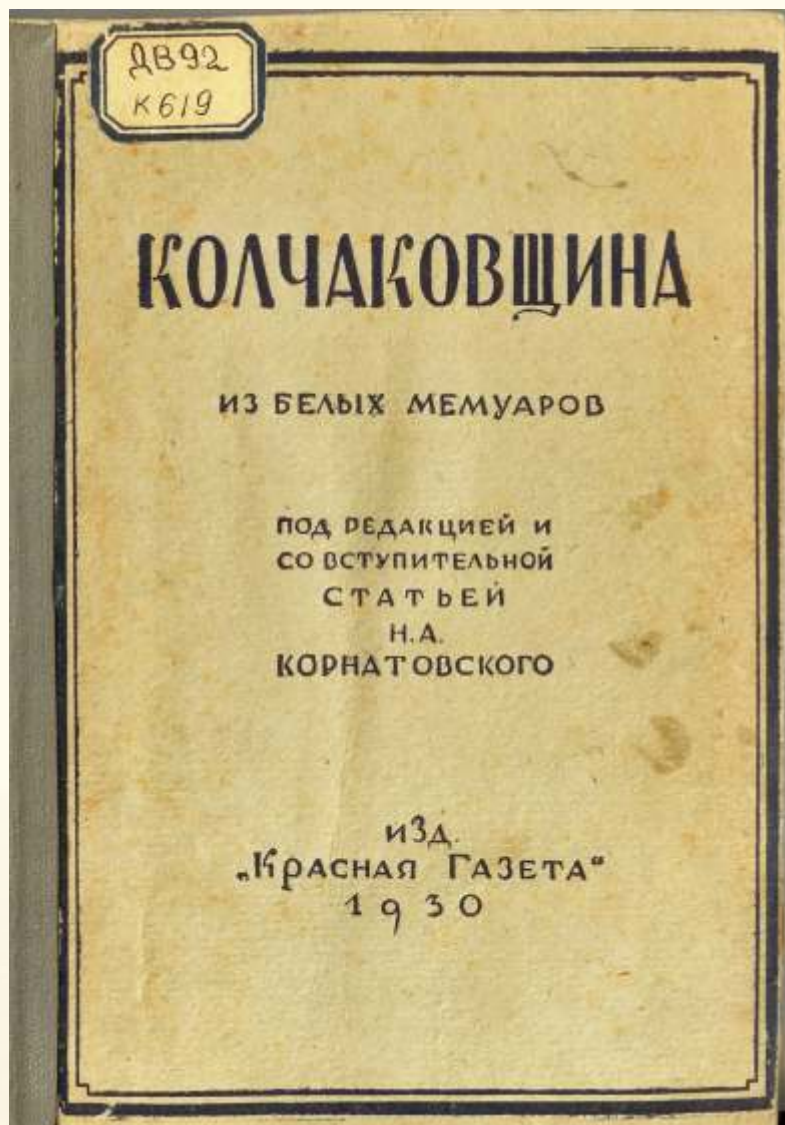 ДВ92
К619
КОЛЧАКОВЩИНА
ИЗ БЕЛЫХ МЕМУАРОВ
ПОД РЕДАКЦИЕЙ И
СО ВСТУПИТЕЛЬНОЙ
СТАТЬЕЙ
Н.А.
КОРНАТОВСКОГО
ИЗД.
„КРАСНАЯ ГАЗЕТА“
1930